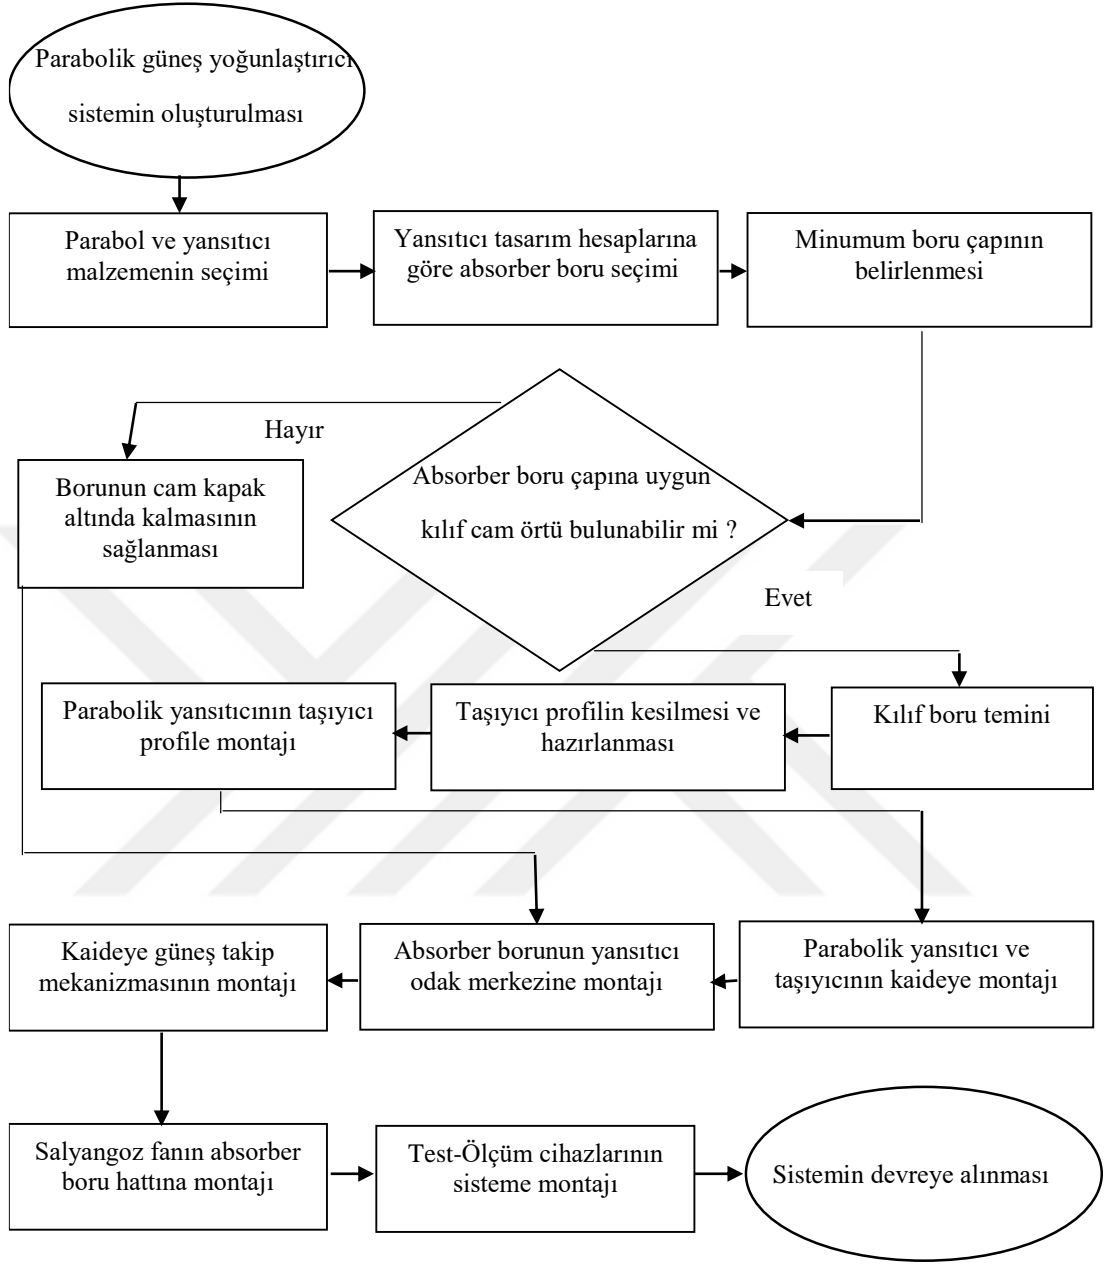 Parabolik güneş yoğunlaştırıcı
sistemin oluşturulması
Parabol ve yansıtıcı
malzemenin seçimi
Yansıtıcı tasarım hesaplarına
göre absorber boru seçimi
Minumum boru çapının
belirlenmesi
Hayır
Absorber boru çapına uygun
kılıf cam örtü bulunabilir mi ?
Borunun cam kapak
altında kalmasının
sağlanması
Evet
Kılıf boru temini
Taşıyıcı profilin kesilmesi ve
hazırlanması
Parabolik yansıtıcının taşıyıcı
profile montajı
Parabolik yansıtıcı ve
taşıyıcının kaideye montajı
Absorber borunun yansıtıcı
odak merkezine montajı
Kaideye güneş takip
mekanizmasının montajı
Salyangoz fanın absorber
boru hattına montajı
Test-Ölçüm cihazlarının
sisteme montajı
Sistemin devreye alınması